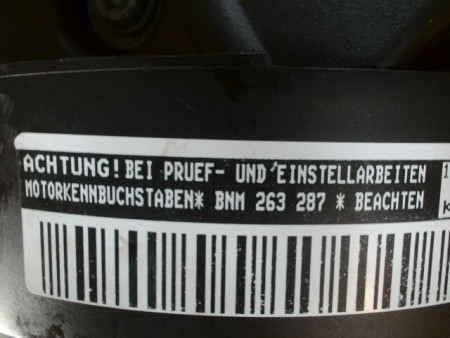 ACHTUNG! BEI PRUEF- UND EINSTELLARBEITEN
MOTORKENNBUCHSTABEN* BNM 263 287 * BEACHTEN